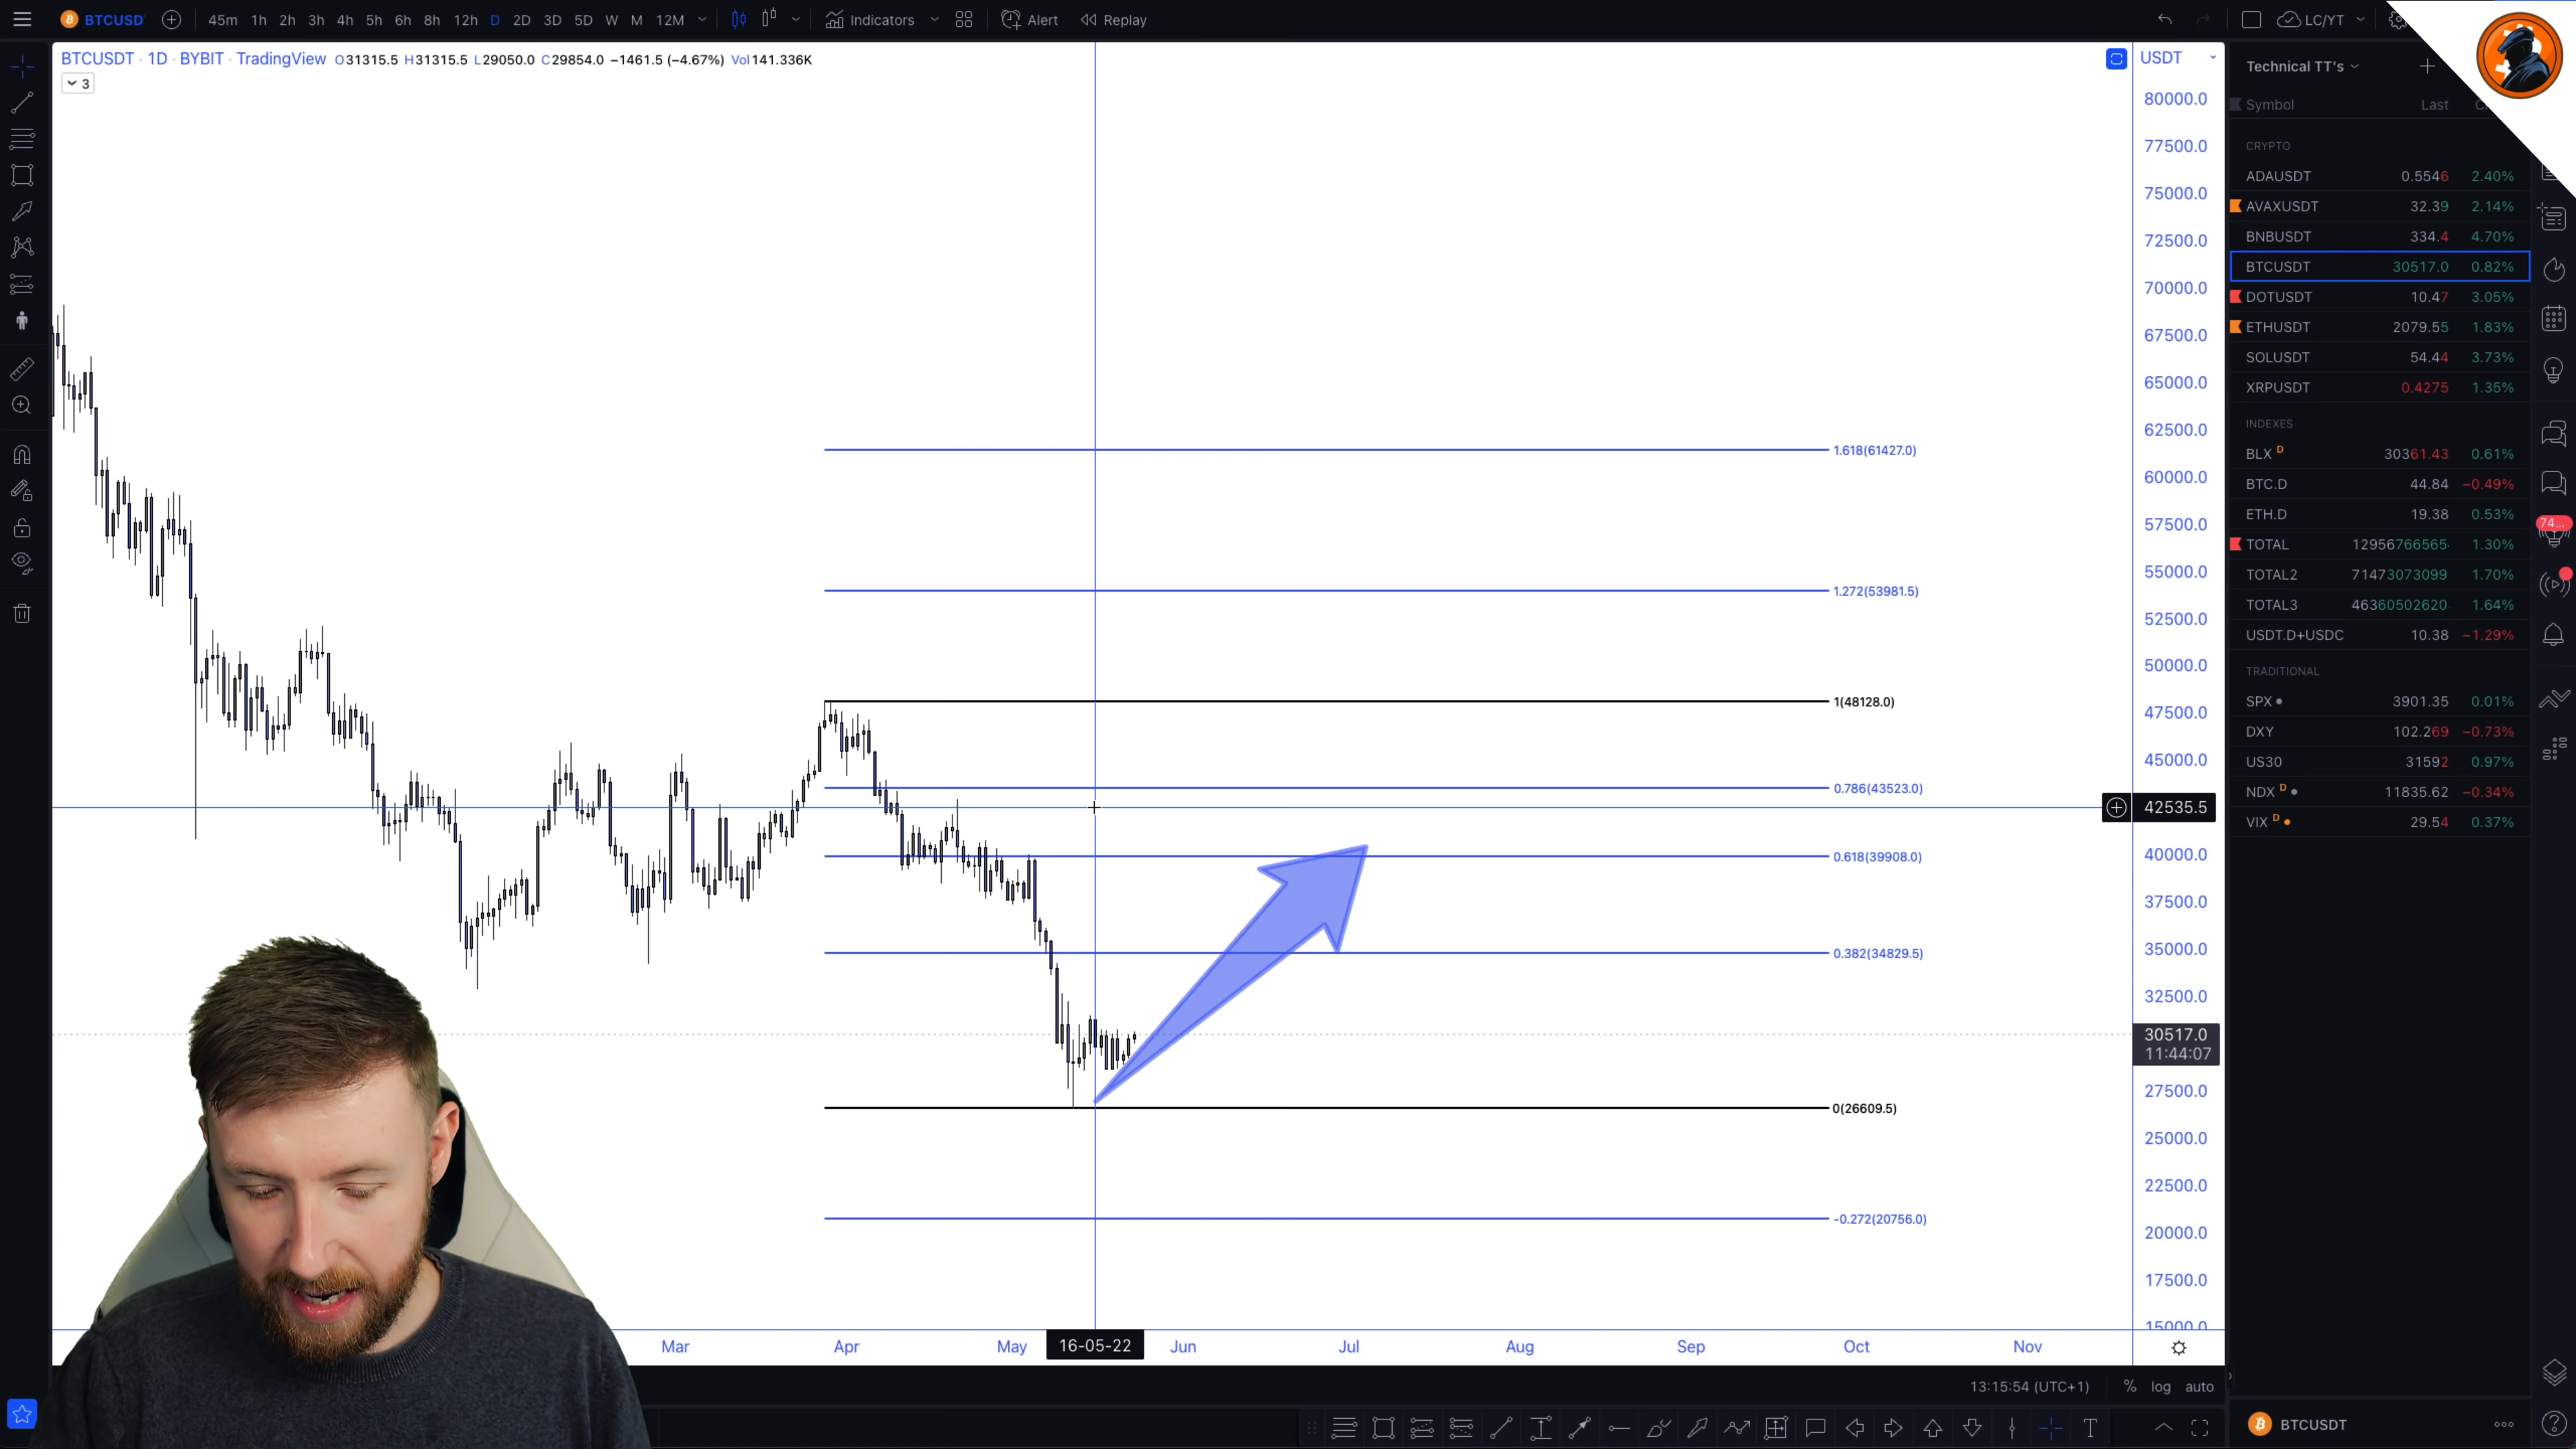 BTCUSD 45m 1h 2h 3h 4h 5h 6h 8h 12h D 2D 3D 5D W M 12M Indicators Alert Replay LC/YT
BTCUSDT · 1D · BYBIT · TradingView O31315.5 H31315.5 L29050.0 C29854.0 −1461.5 (−4.67%) Vol141.336K
3
USDT
80000.0
77500.0
75000.0
72500.0
70000.0
67500.0
65000.0
62500.0
60000.0
57500.0
55000.0
52500.0
50000.0
47500.0
45000.0
42535.5
40000.0
37500.0
35000.0
32500.0
30517.0
11:44:07
27500.0
25000.0
22500.0
20000.0
17500.0
15000.0
1.618(61427.0)
1.272(53981.5)
1(48128.0)
0.786(43523.0)
0.618(39908.0)
0.382(34829.5)
0(26609.5)
-0.272(20756.0)
Mar Apr May 16-05-22 Jun Jul Aug Sep Oct Nov
13:15:54 (UTC+1) % log auto
Technical TT's
Symbol Last
CRYPTO
ADAUSDT 0.5546 2.40%
AVAXUSDT 32.39 2.14%
BNBUSDT 334.4 4.70%
BTCUSDT 30517.0 0.82%
DOTUSDT 10.47 3.05%
ETHUSDT 2079.55 1.83%
SOLUSDT 54.44 3.73%
XRPUSDT 0.4275 1.35%
INDEXES
BLX D 30361.43 0.61%
BTC.D 44.84 −0.49%
ETH.D 19.38 0.53%
TOTAL 12956766565 1.30%
TOTAL2 71473073099 1.70%
TOTAL3 46360502620 1.64%
USDT.D+USDC 10.38 −1.29%
TRADITIONAL
SPX 3901.35 0.01%
DXY 102.269 −0.73%
US30 31592 0.97%
NDX D 11835.62 −0.34%
VIX D 29.54 0.37%
74...
T
BTCUSDT